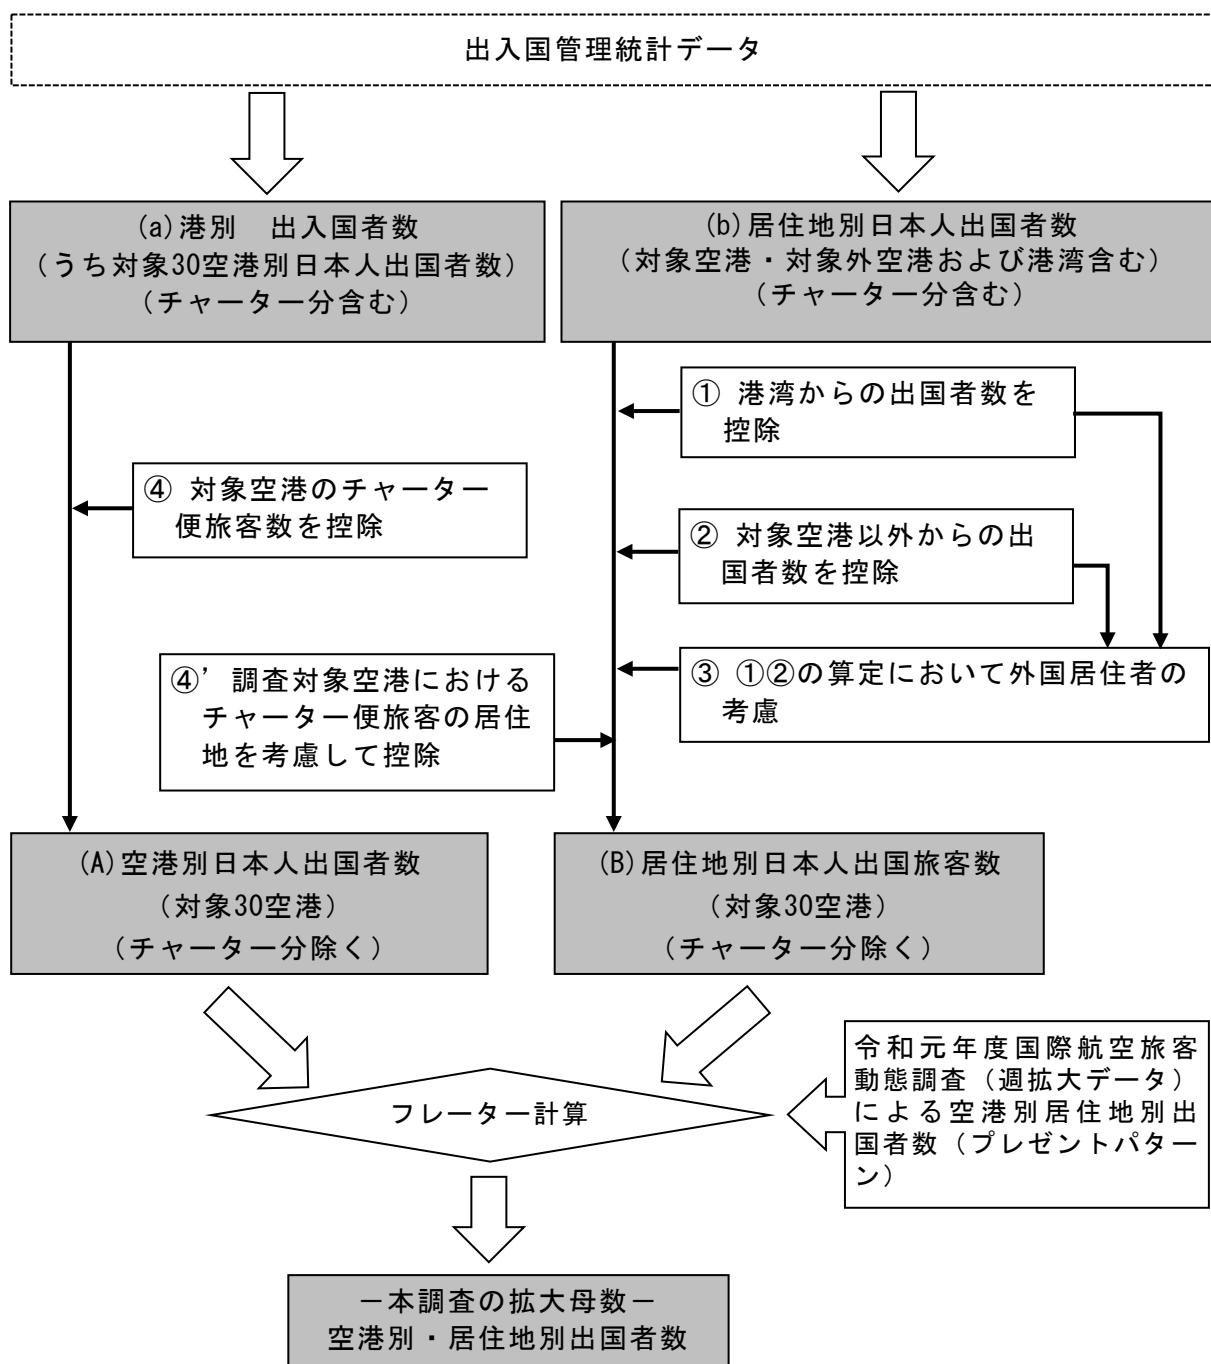 出入国管理統計データ
(a)港別　出入国者数
（うち対象30空港別日本人出国者数）
（チャーター分含む）
(b)居住地別日本人出国者数
（対象空港・対象外空港および港湾含む）
（チャーター分含む）
① 港湾からの出国者数を
控除
④ 対象空港のチャーター
便旅客数を控除
② 対象空港以外からの出
国者数を控除
③ ①②の算定において外国居住者の
考慮
④’ 調査対象空港における
チャーター便旅客の居住
地を考慮して控除
(A)空港別日本人出国者数
（対象30空港）
（チャーター分除く）
(B)居住地別日本人出国旅客数
（対象30空港）
（チャーター分除く）
令和元年度国際航空旅客
動態調査（週拡大データ）
による空港別居住地別出
国者数（プレゼントパター
ン）
フレーター計算
－本調査の拡大母数－
空港別・居住地別出国者数